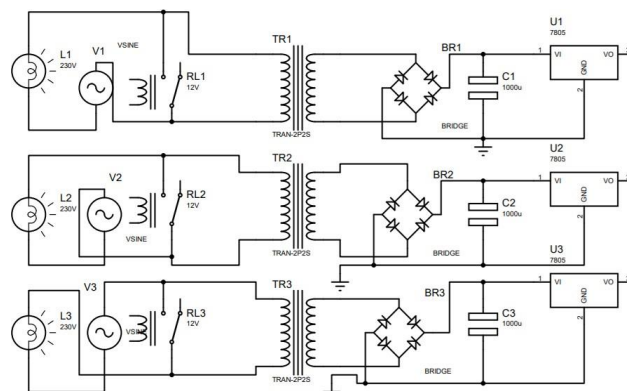 L1
230V
V1
VSINE
RL1
12V
TR1
TRAN-2P2S
BR1
BRIDGE
C1
1000u
U1
7805
1
VI
VO
3
GND
2
L2
230V
V2
VSINE
RL2
12V
TR2
TRAN-2P2S
BR2
BRIDGE
C2
1000u
U2
7805
1
VI
VO
GND
2
L3
230V
V3
VSINE
RL3
12V
TR3
TRAN-2P2S
BR3
BRIDGE
C3
1000u
U3
7805
1
VI
VO
GND
2